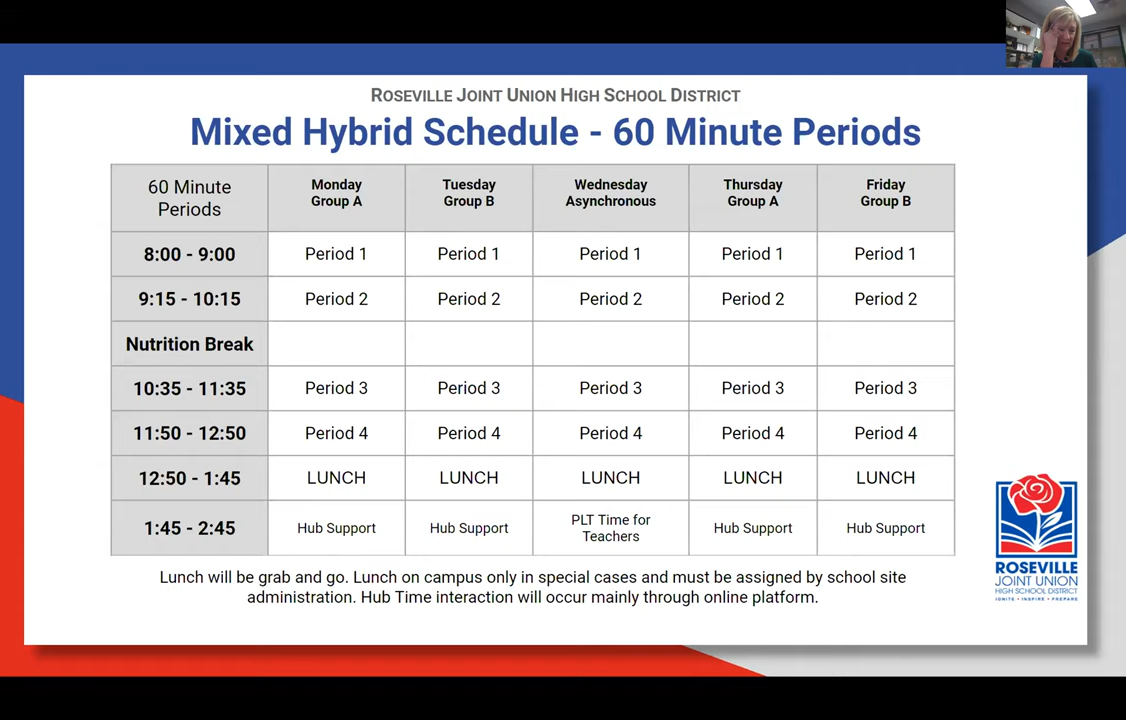 ROSEVILLE JOINT UNION HIGH SCHOOL DISTRICT
Mixed Hybrid Schedule - 60 Minute Periods
60 Minute Periods | Monday Group A | Tuesday Group B | Wednesday Asynchronous | Thursday Group A | Friday Group B
8:00 - 9:00 | Period 1 | Period 1 | Period 1 | Period 1 | Period 1
9:15 - 10:15 | Period 2 | Period 2 | Period 2 | Period 2 | Period 2
Nutrition Break
10:35 - 11:35 | Period 3 | Period 3 | Period 3 | Period 3 | Period 3
11:50 - 12:50 | Period 4 | Period 4 | Period 4 | Period 4 | Period 4
12:50 - 1:45 | LUNCH | LUNCH | LUNCH | LUNCH | LUNCH
1:45 - 2:45 | Hub Support | Hub Support | PLT Time for Teachers | Hub Support | Hub Support
Lunch will be grab and go. Lunch on campus only in special cases and must be assigned by school site
administration. Hub Time interaction will occur mainly through online platform.
ROSEVILLE
JOINT UNION
HIGH SCHOOL DISTRICT
IGNITE • INSPIRE • PREPARE